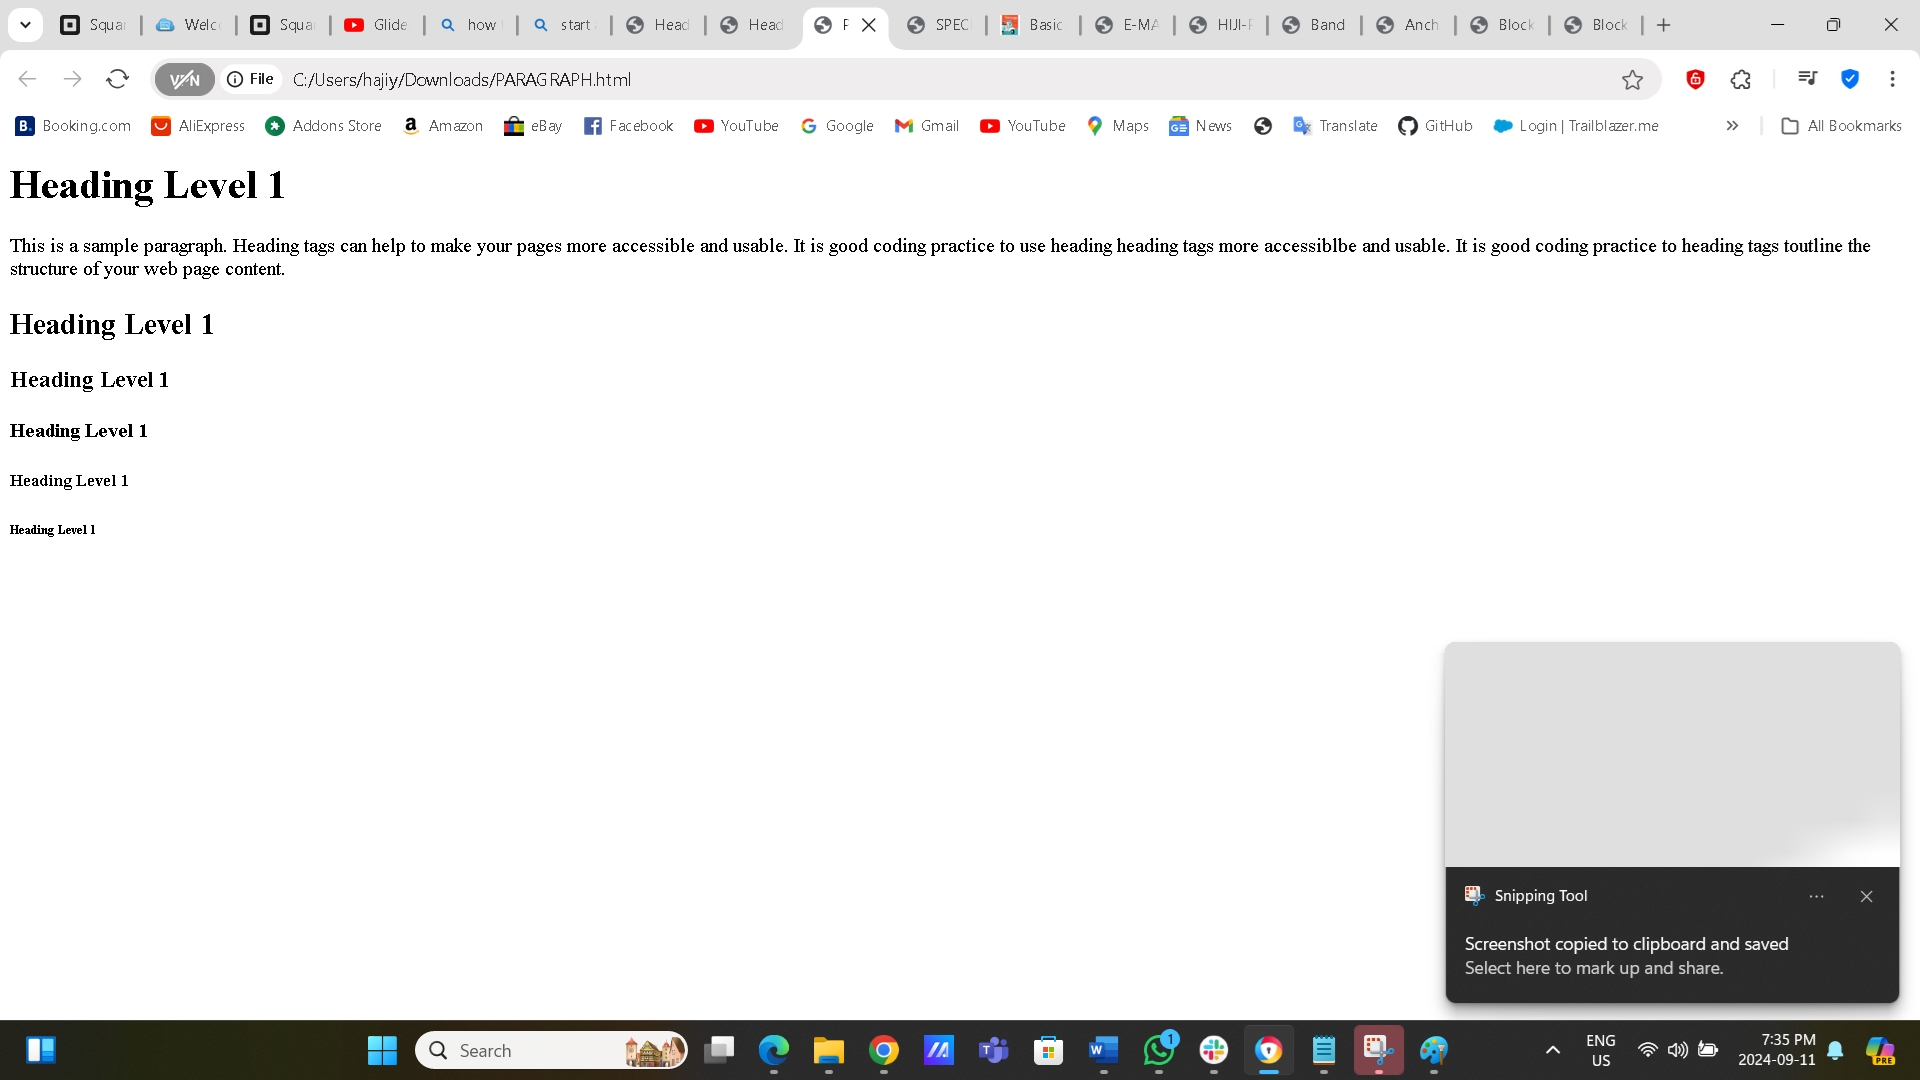 Squar
Welc
Squa
Glide
how
start
Head
Head
P
SPEC
Basic
E-MA
HIJI-F
Band
Anch
Block
Block
VPN
File
C:/Users/hajiy/Downloads/PARAGRAPH.html
Booking.com
AliExpress
Addons Store
Amazon
eBay
Facebook
YouTube
Google
Gmail
YouTube
Maps
News
Translate
GitHub
Login | Trailblazer.me
All Bookmarks
Heading Level 1
This is a sample paragraph. Heading tags can help to make your pages more accessible and usable. It is good coding practice to use heading heading tags more accessiblbe and usable. It is good coding practice to heading tags toutline the
structure of your web page content.
Heading Level 1
Heading Level 1
Heading Level 1
Heading Level 1
Heading Level 1
Snipping Tool
Screenshot copied to clipboard and saved
Select here to mark up and share.
Search
1
ENG
US
7:35 PM
2024-09-11
PRE